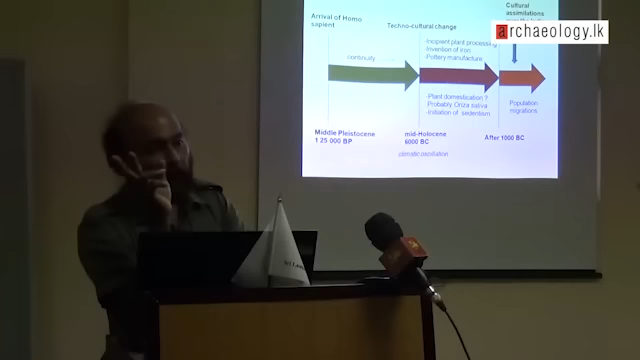 archaeology.lk
Cultural
assimilations
Arrival of Homo
sapient
Techno-cultural change
-Incipient plant processing
-Invention of iron
-Pottery manufacture
continuity
-Plant domestication ?
-Probably Oriza sativa
-Initiation of sedentism
Population
migrations
Middle Pleistocene
1 25 000 BP
mid-Holocene
6000 BC
After 1000 BC
climatic oscillation
Sri Lanka